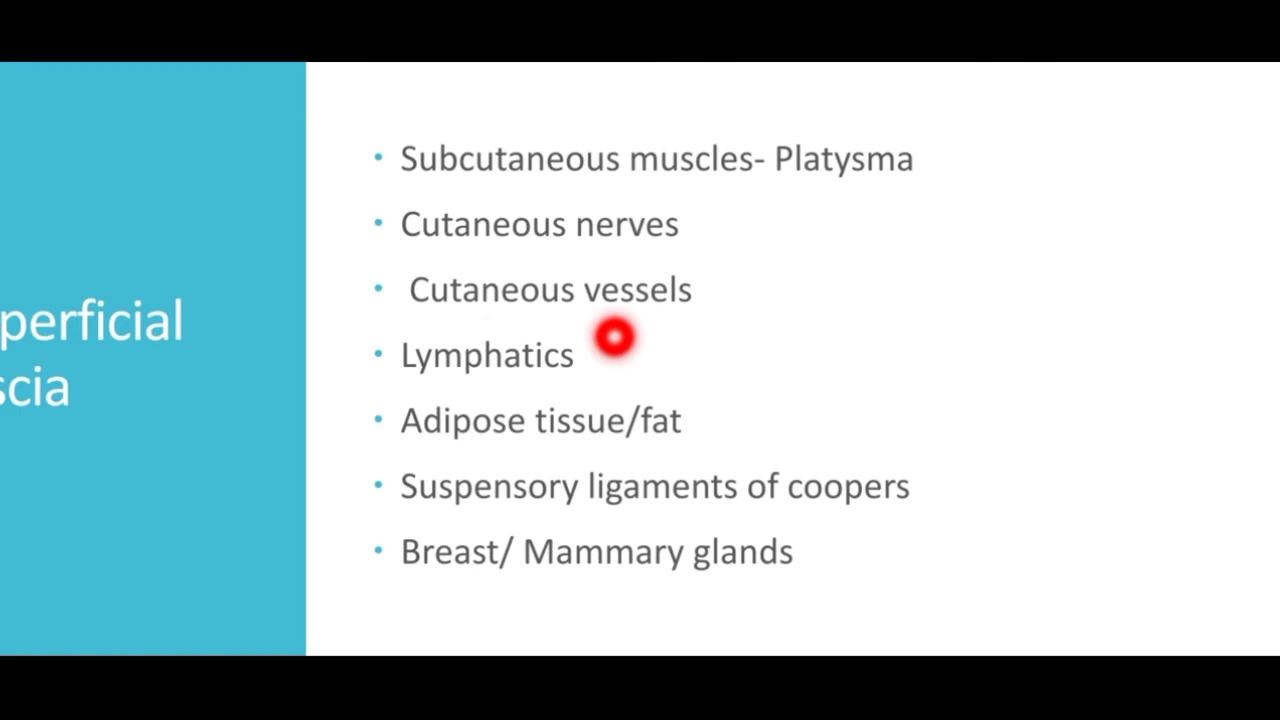 perficial
scia
• Subcutaneous muscles- Platysma
• Cutaneous nerves
• Cutaneous vessels
• Lymphatics
• Adipose tissue/fat
• Suspensory ligaments of coopers
• Breast/ Mammary glands